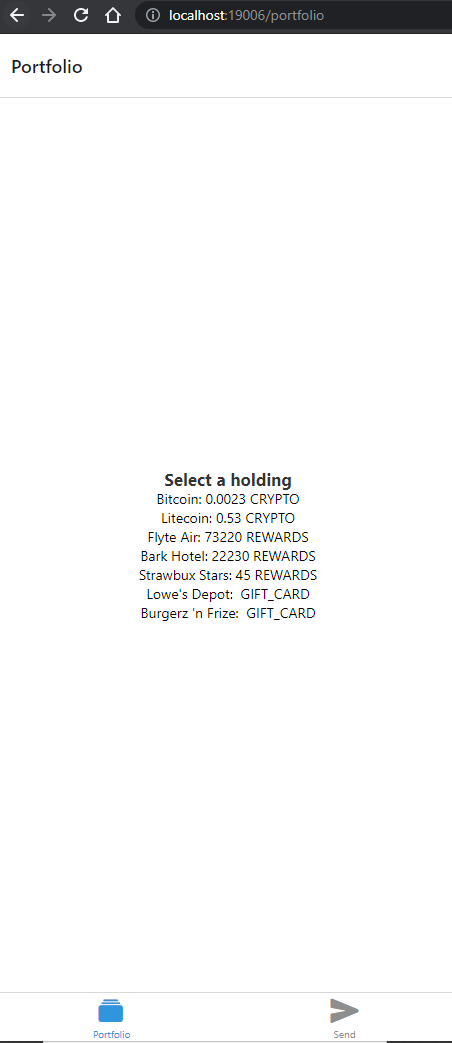 localhost:19006/portfolio
Portfolio
Select a holding
Bitcoin: 0.0023 CRYPTO
Litecoin: 0.53 CRYPTO
Flyte Air: 73220 REWARDS
Bark Hotel: 22230 REWARDS
Strawbux Stars: 45 REWARDS
Lowe's Depot:  GIFT_CARD
Burgerz 'n Frize:  GIFT_CARD
Portfolio
Send